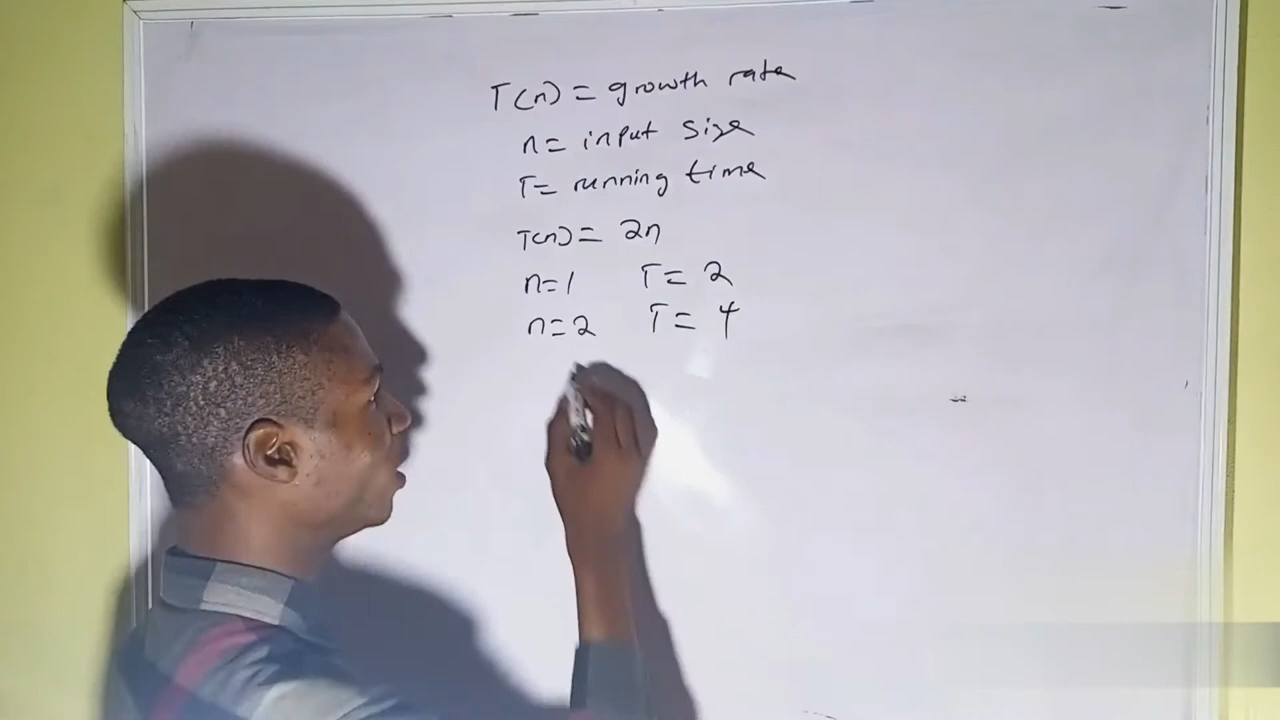 T(n) = growth rate
n = input size
T = running time
T(n) = 2n
n=1 T = 2
n=2 T = 4